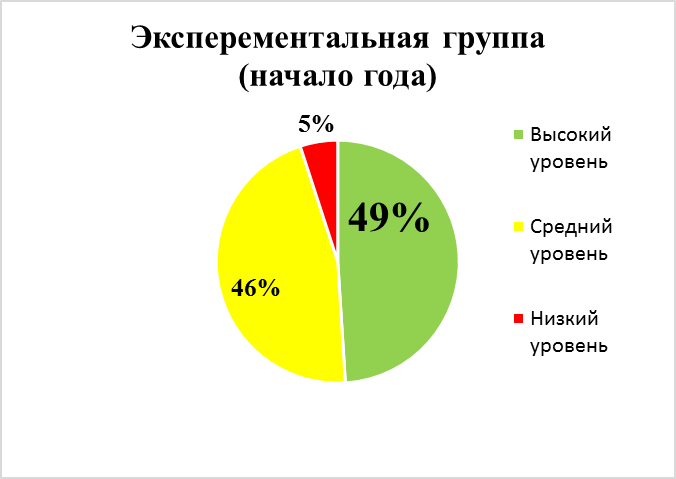 Эксперементальная группа
(начало года)
5%
49%
46%
Высокий
уровень
Средний
уровень
Низкий
уровень